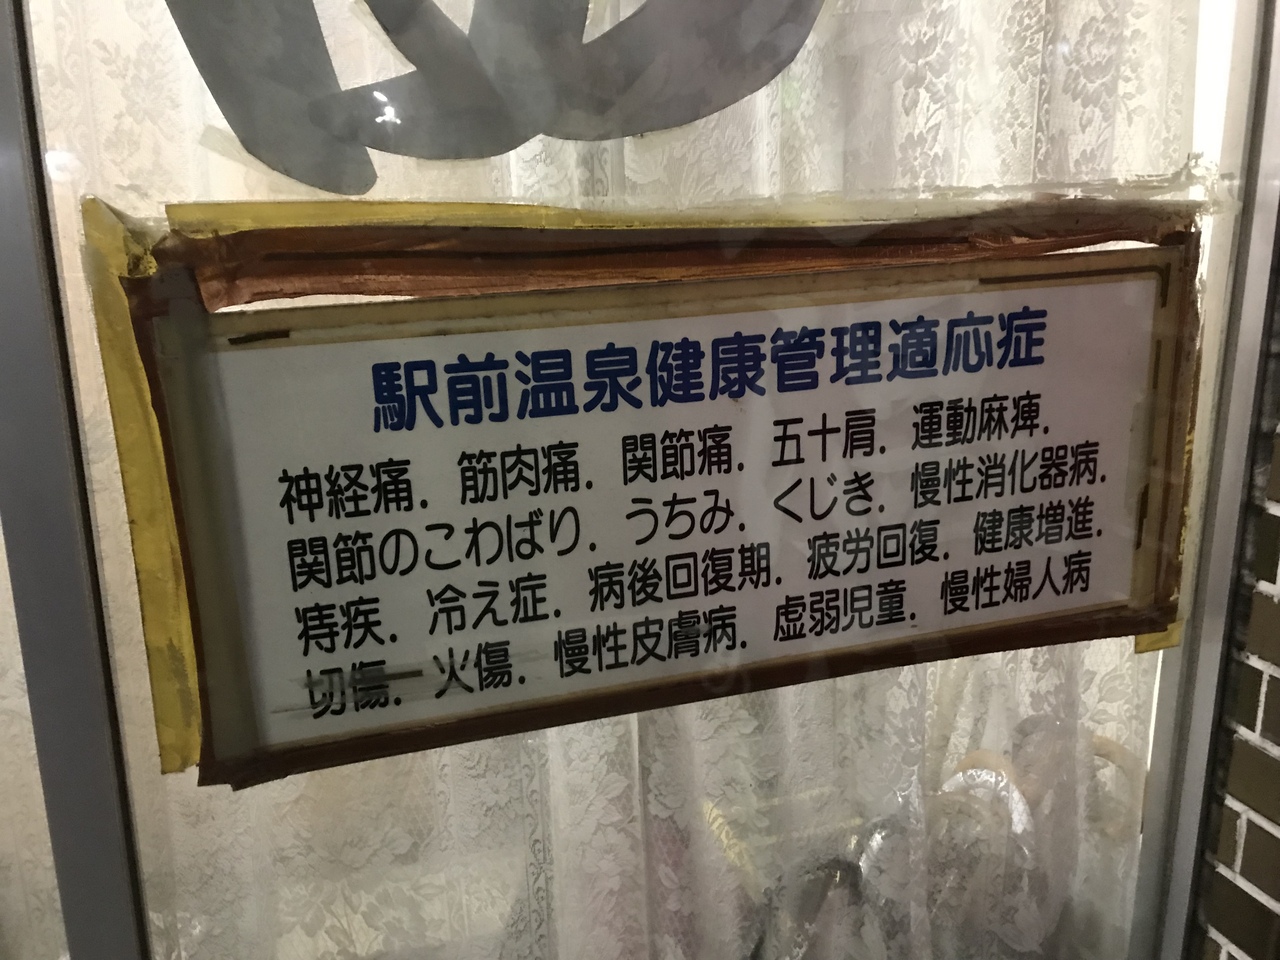 駅前温泉健康管理適応症
神経痛. 筋肉痛. 関節痛. 五十肩. 運動麻痺.
関節のこわばり. うちみ. くじき. 慢性消化器病.
痔疾. 冷え症. 病後回復期. 疲労回復. 健康増進.
切傷. 火傷. 慢性皮膚病. 虚弱児童. 慢性婦人病